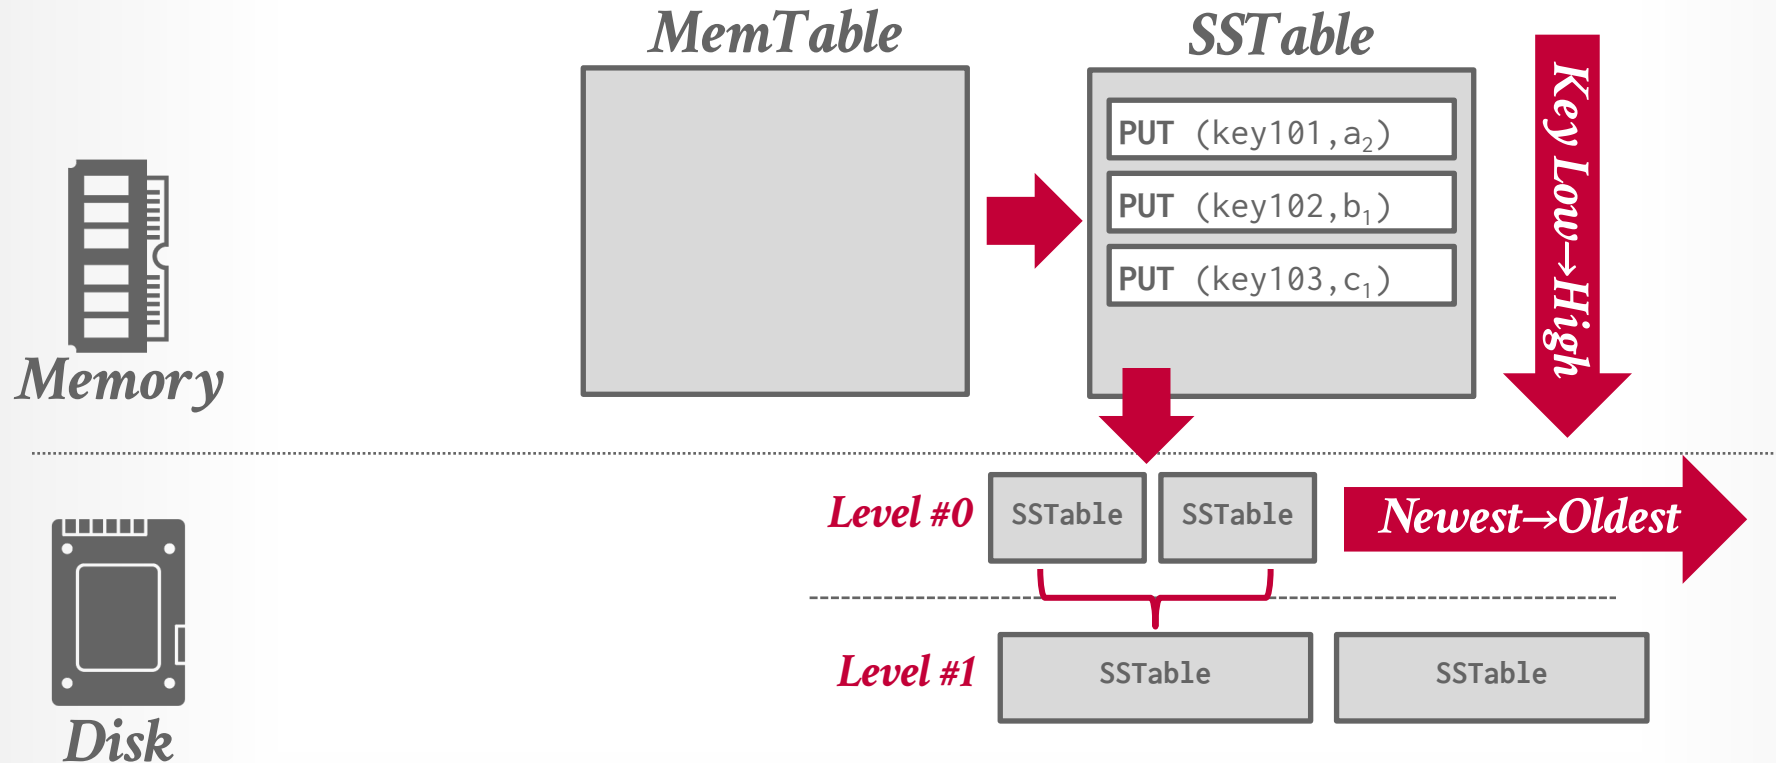 MemTable
SSTable
PUT (key101,a₂)
PUT (key102,b₁)
PUT (key103,c₁)
Key Low→High
Memory
Level #0
SSTable
SSTable
Newest→Oldest
Level #1
SSTable
SSTable
Disk